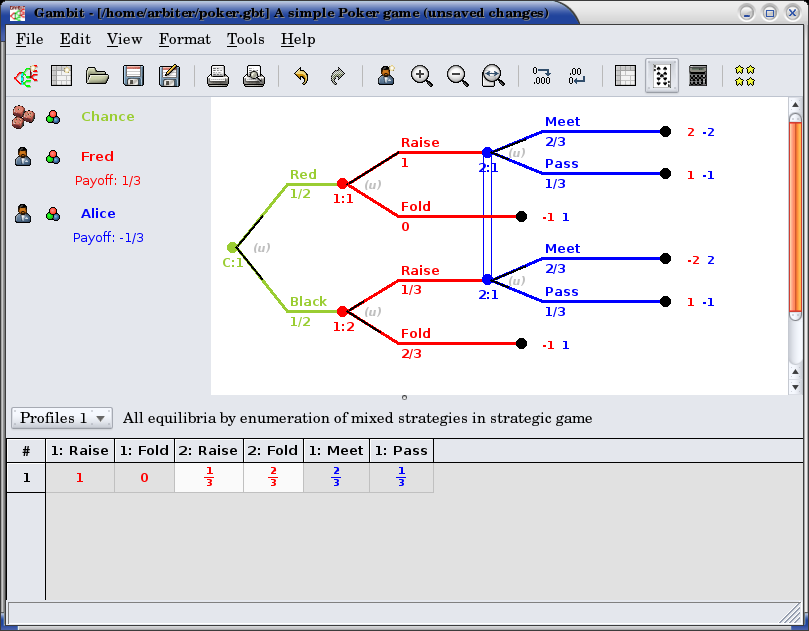 Gambit - [/home/arbiter/poker.gbt] A simple Poker game (unsaved changes)
File Edit View Format Tools Help
0 .000 .00 0
Chance
Fred
Payoff: 1/3
Alice
Payoff: -1/3
C:1 (u)
Red
1/2
1:1 (u)
Raise
1
2:1 (u)
Meet
2/3
2 -2
Pass
1/3
1 -1
Fold
0
-1 1
Black
1/2
1:2 (u)
Raise
1/3
2:1 (u)
Meet
2/3
-2 2
Pass
1/3
1 -1
Fold
2/3
-1 1
Profiles 1 All equilibria by enumeration of mixed strategies in strategic game
# 1: Raise 1: Fold 2: Raise 2: Fold 1: Meet 1: Pass
1 1 0 1/3 2/3 2/3 1/3